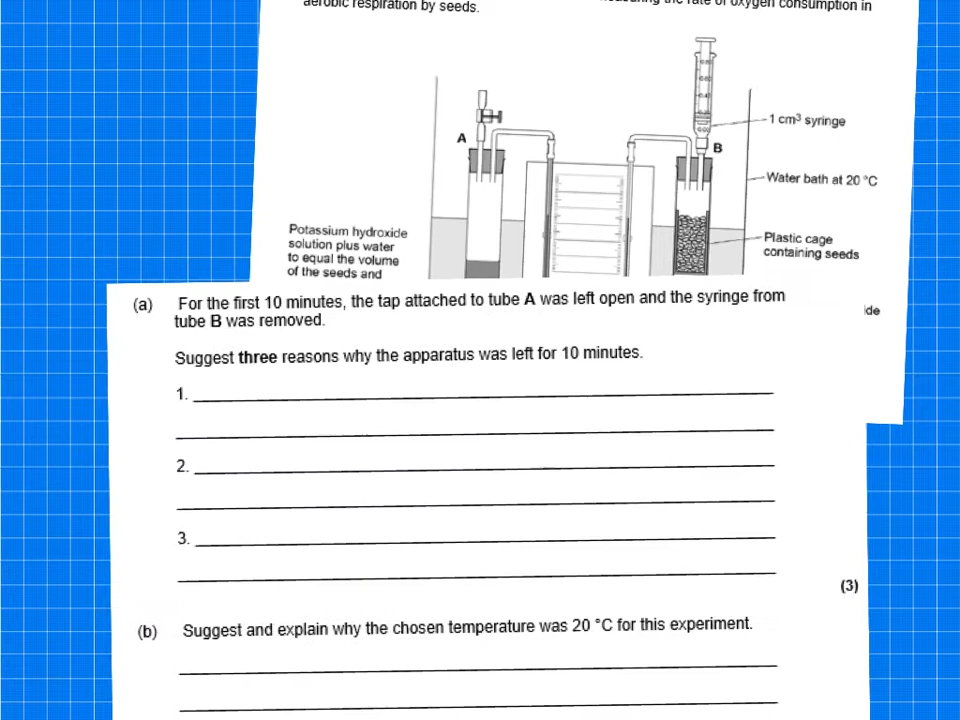 aerobic respiration by seeds.
the rate of oxygen consumption in
1 cm³ syringe
A
B
Water bath at 20 °C
Potassium hydroxide
solution plus water
to equal the volume
of the seeds and
Plastic cage
containing seeds
(a) For the first 10 minutes, the tap attached to tube A was left open and the syringe from
tube B was removed.
Suggest three reasons why the apparatus was left for 10 minutes.
1.
2.
3.
(3)
(b) Suggest and explain why the chosen temperature was 20 °C for this experiment.